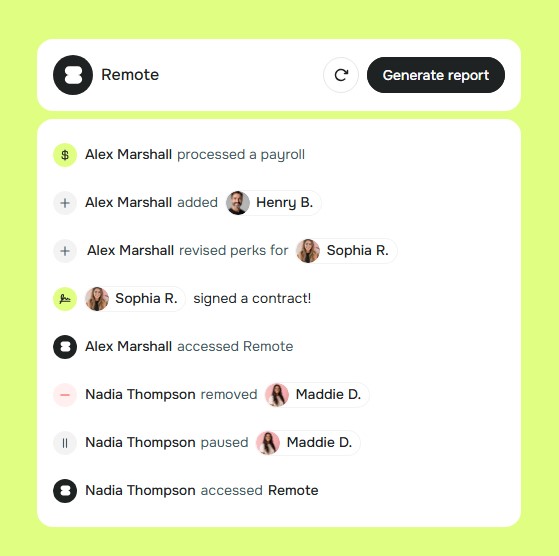 Remote
Generate report
$
Alex Marshall processed a payroll
Alex Marshall added Henry B.
Alex Marshall revised perks for Sophia R.
Sophia R. signed a contract!
Alex Marshall accessed Remote
Nadia Thompson removed Maddie D.
Nadia Thompson paused Maddie D.
Nadia Thompson accessed Remote